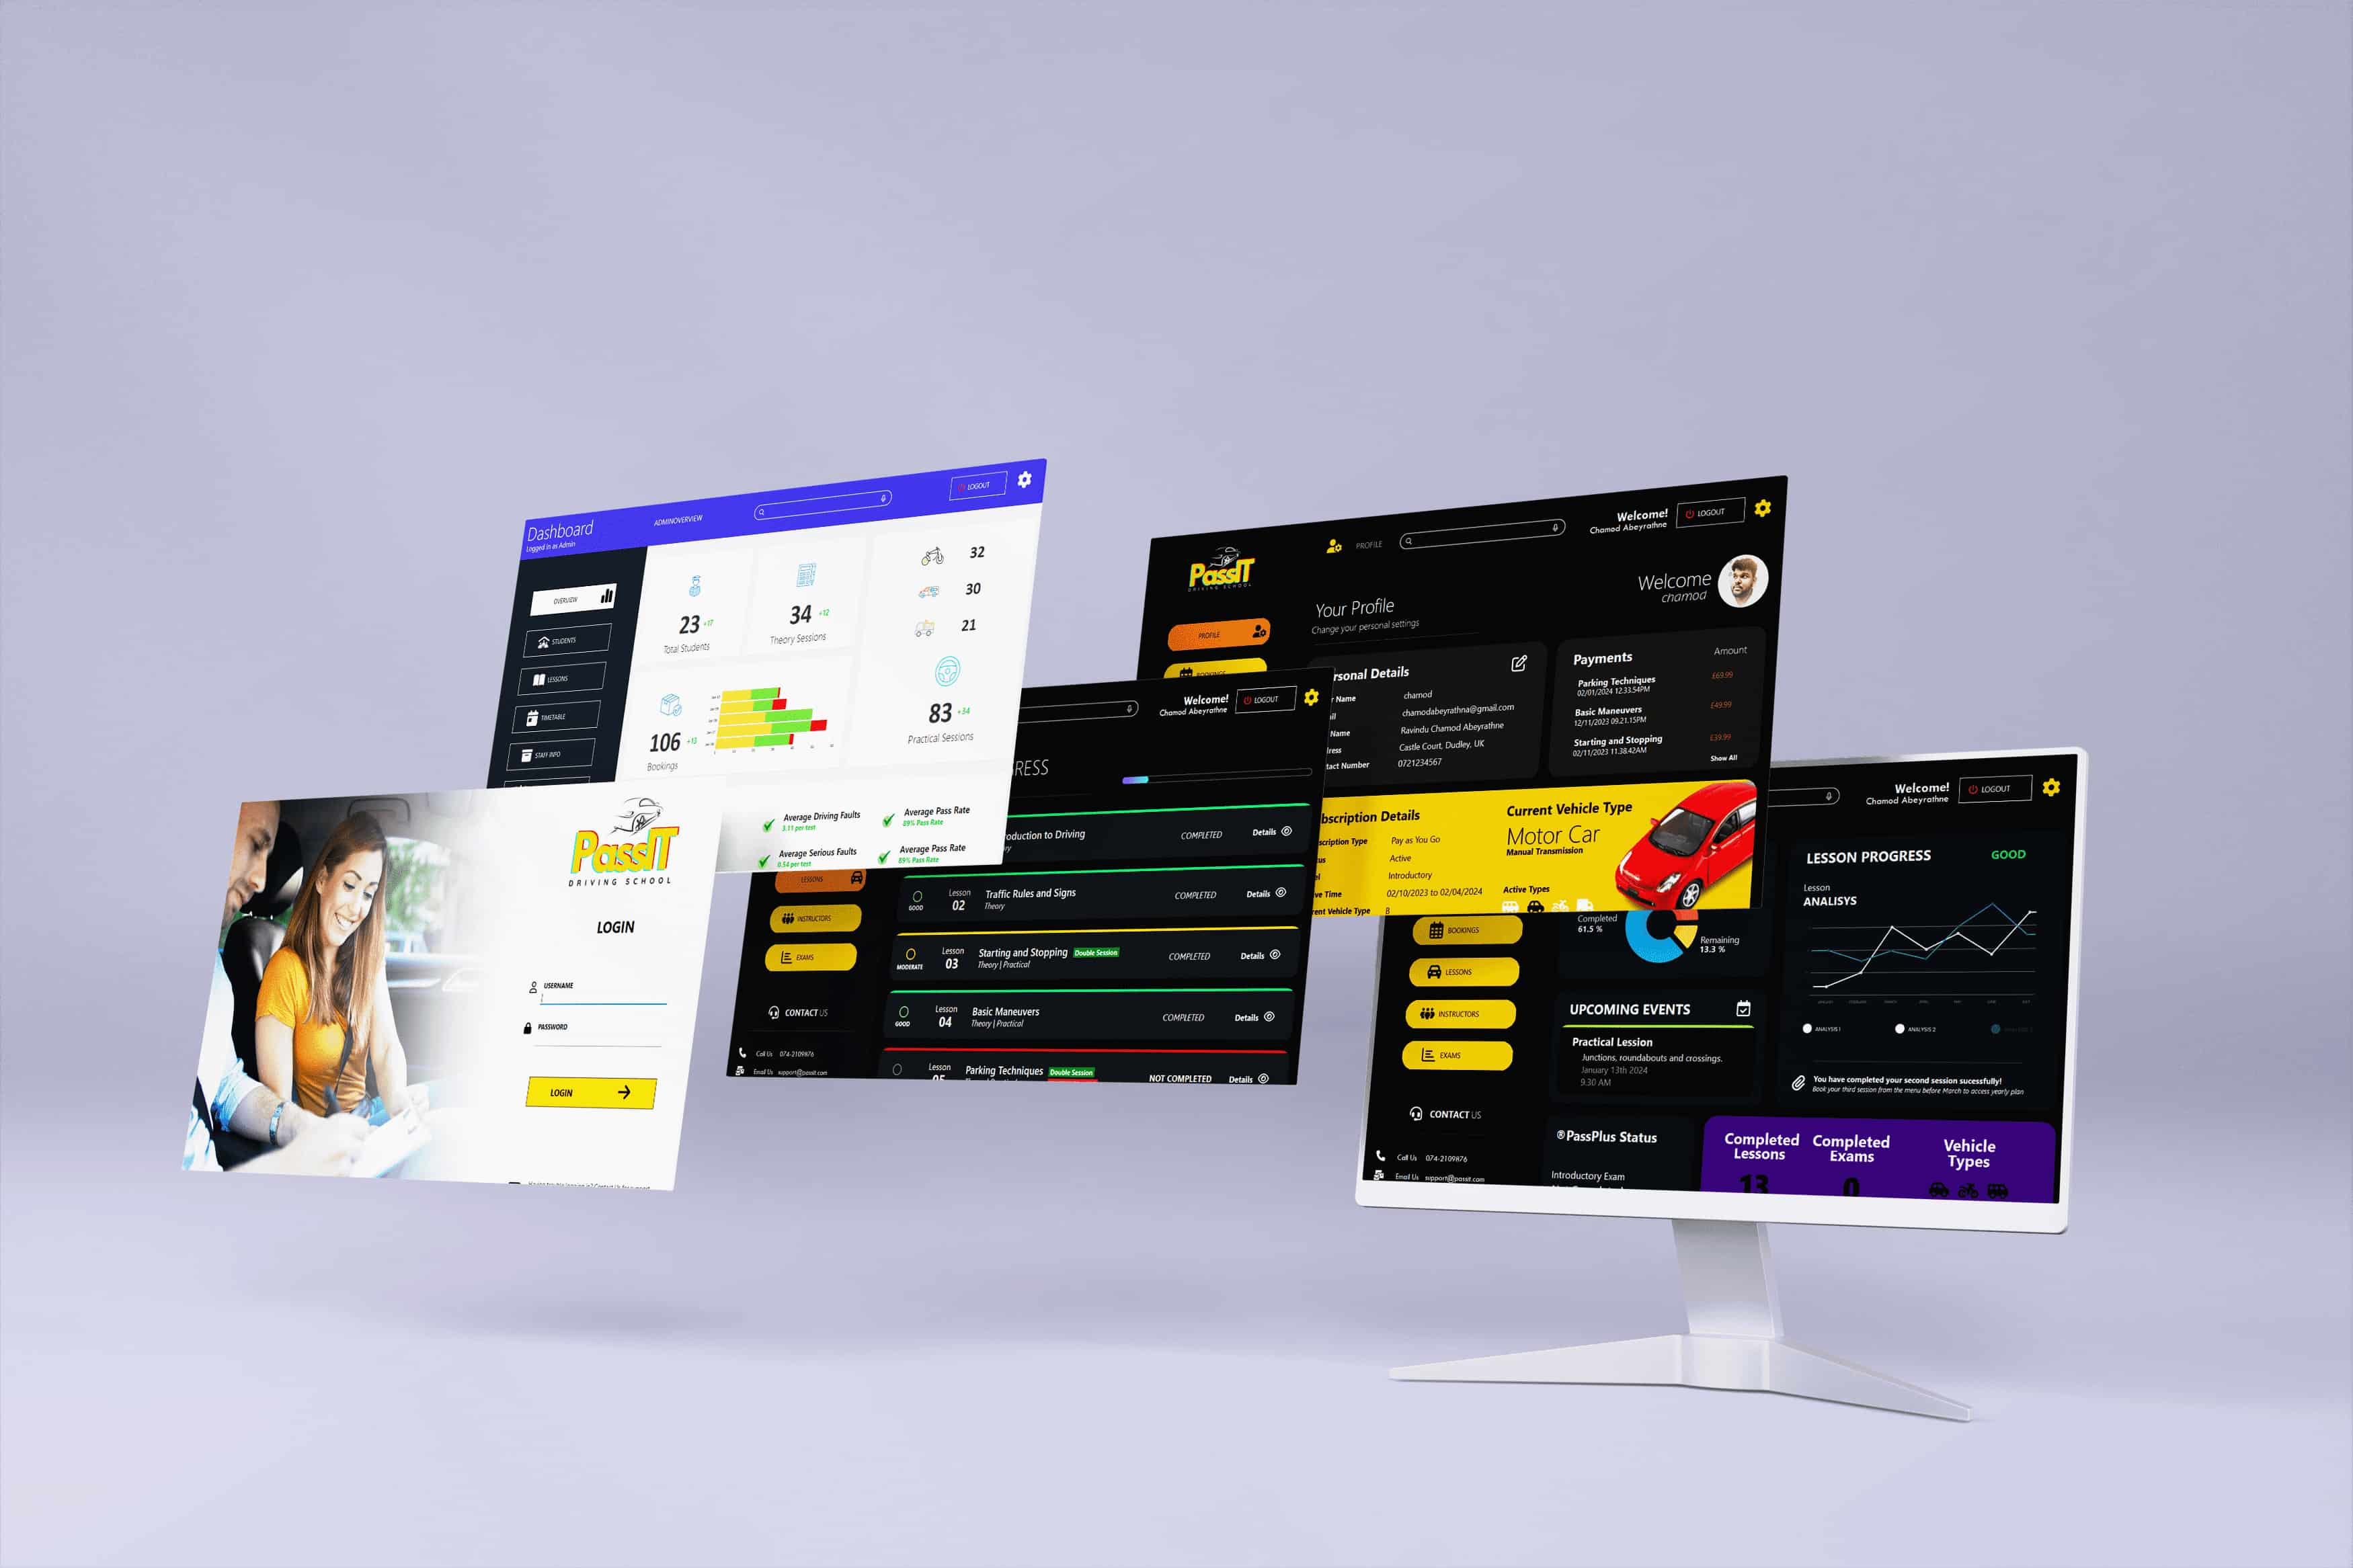 Dashboard
Logged In as Admin
ADMINOVERVIEW
LOGOUT
OVERVIEW
STUDENTS
LESSONS
TIMETABLE
STAFF INFO
23 +17
Total Students
34 +12
Theory Sessions
32
30
21
106 +13
Bookings
83 +34
Practical Sessions
Average Driving Faults
3.11 per test
Average Pass Rate
89% Pass Rate
Average Serious Faults
0.54 per test
Average Pass Rate
89% Pass Rate
PassIT
DRIVING SCHOOL
LOGIN
USERNAME
PASSWORD
LOGIN
Welcome!
Chamod Abeyrathne
LOGOUT
RESS
oduction to Driving
COMPLETED
Details
LESSONS
INSTRUCTORS
EXAMS
CONTACT US
Call Us 074-2109876
Email Us support@passit.com
GOOD
Lesson
02
Traffic Rules and Signs
Theory
COMPLETED
Details
MODERATE
Lesson
03
Starting and Stopping Double Session
Theory | Practical
COMPLETED
Details
GOOD
Lesson
04
Basic Maneuvers
Theory | Practical
COMPLETED
Details
Lesson
05
Parking Techniques Double Session
NOT COMPLETED
Details
PassIT
DRIVING SCHOOL
PROFILE
Welcome!
Chamod Abeyrathne
LOGOUT
Welcome
chamod
PROFILE
BOOKINGS
Your Profile
Change your personal settings
rsonal Details
r Name chamod
il chamodabeyrathna@gmail.com
Name Ravindu Chamod Abeyrathne
ress Castle Court, Dudley, UK
tact Number 0721234567
Payments Amount
Parking Techniques £69.99
02/01/2024 12.33.54PM
Basic Maneuvers £49.99
12/11/2023 09.21.15PM
Starting and Stopping £39.99
02/11/2023 11.38.42AM
Show All
bscription Details
scription Type Pay as You Go
tus Active
el Introductory
ve Time 02/10/2023 to 02/04/2024
rent Vehicle Type B
Current Vehicle Type
Motor Car
Manual Transmission
Active Types
Welcome!
Chamod Abeyrathne
LOGOUT
BOOKINGS
LESSONS
INSTRUCTORS
EXAMS
CONTACT US
Call Us 074-2109876
Email Us support@passit.com
Completed
61.5 %
Remaining
13.3 %
UPCOMING EVENTS
Practical Lession
Junctions, roundabouts and crossings.
January 13th 2024
9.30 AM
LESSON PROGRESS GOOD
Lesson
ANALISYS
ANALYSIS 1
ANALYSIS 2
You have completed your second session sucessfully!
Book your third session from the menu before March to access yearly plan
®PassPlus Status
Introductory Exam
Completed
Lessons
13
Completed
Exams
0
Vehicle
Types